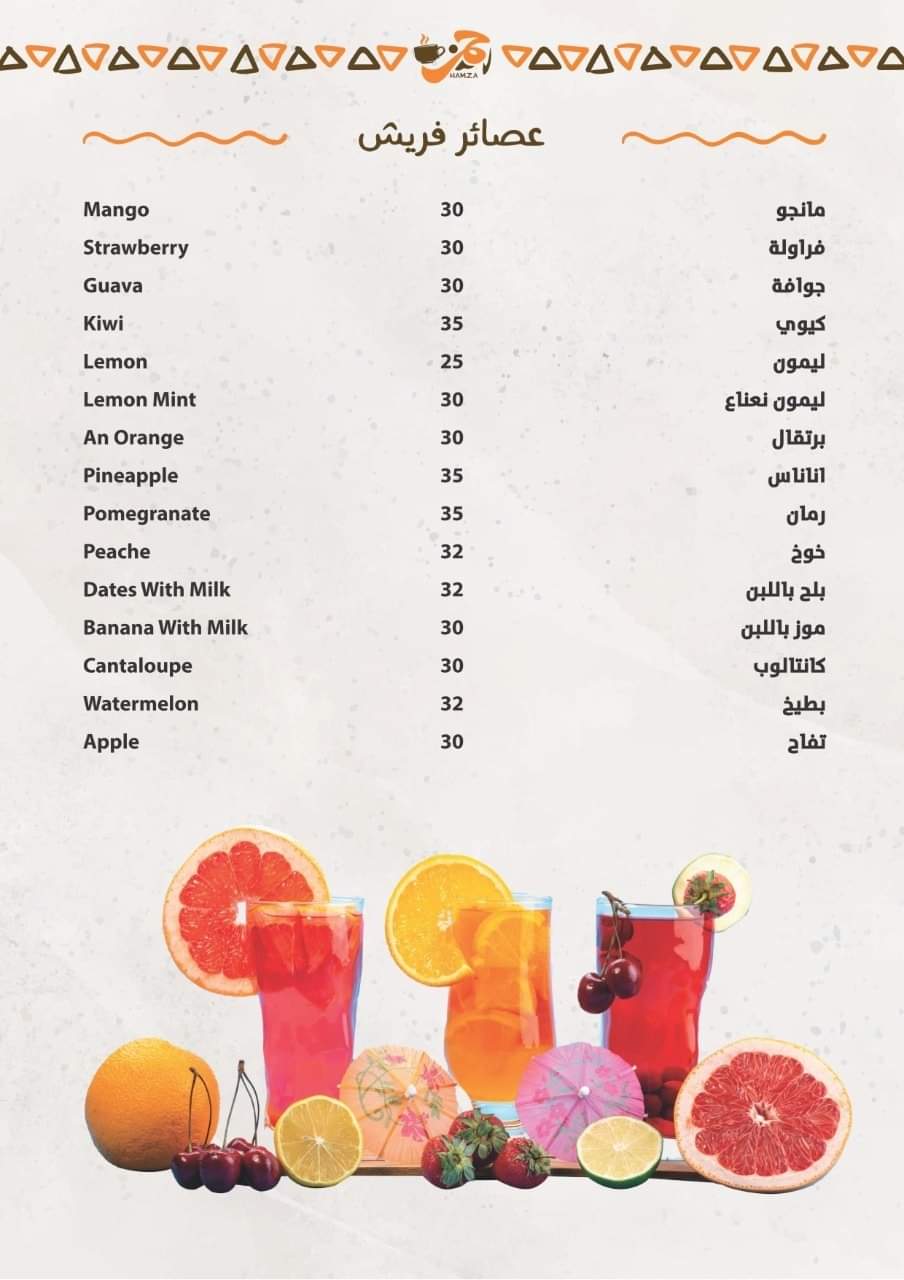 حمزة
HAMZA
عصائر فريش
Mango 30 مانجو
Strawberry 30 فراولة
Guava 30 جوافة
Kiwi 35 كيوي
Lemon 25 ليمون
Lemon Mint 30 ليمون نعناع
An Orange 30 برتقال
Pineapple 35 اناناس
Pomegranate 35 رمان
Peache 32 خوخ
Dates With Milk 32 بلح باللبن
Banana With Milk 30 موز باللبن
Cantaloupe 30 كانتالوب
Watermelon 32 بطيخ
Apple 30 تفاح